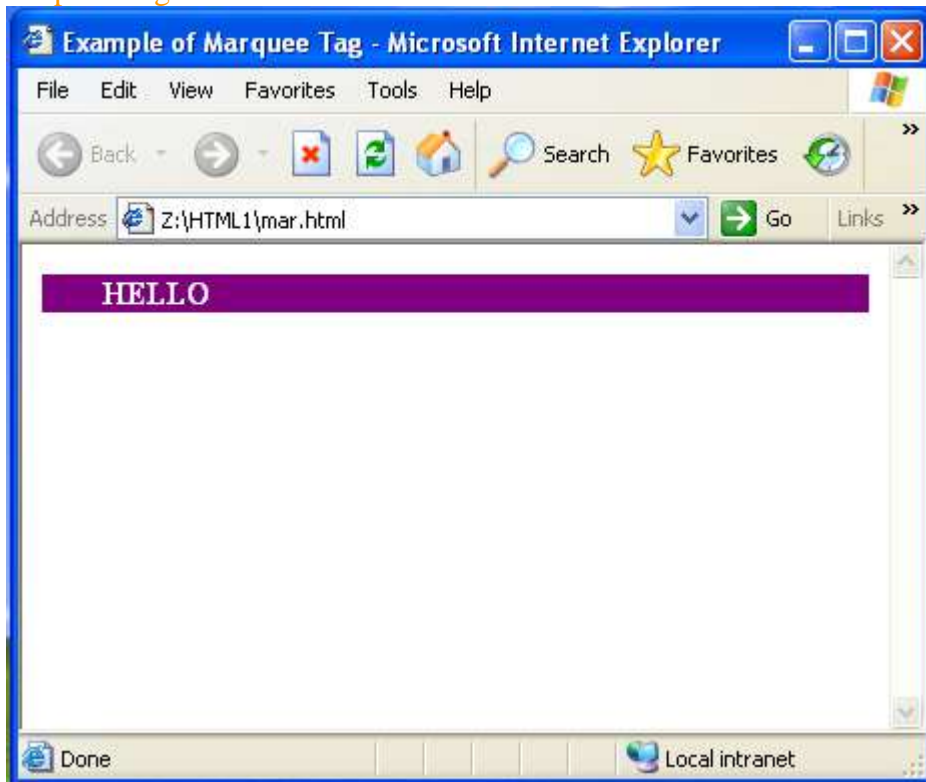 Example of Marquee Tag - Microsoft Internet Explorer
File Edit View Favorites Tools Help
Back Search Favorites »
Address Z:\HTML1\mar.html Go Links »
HELLO
Done Local intranet